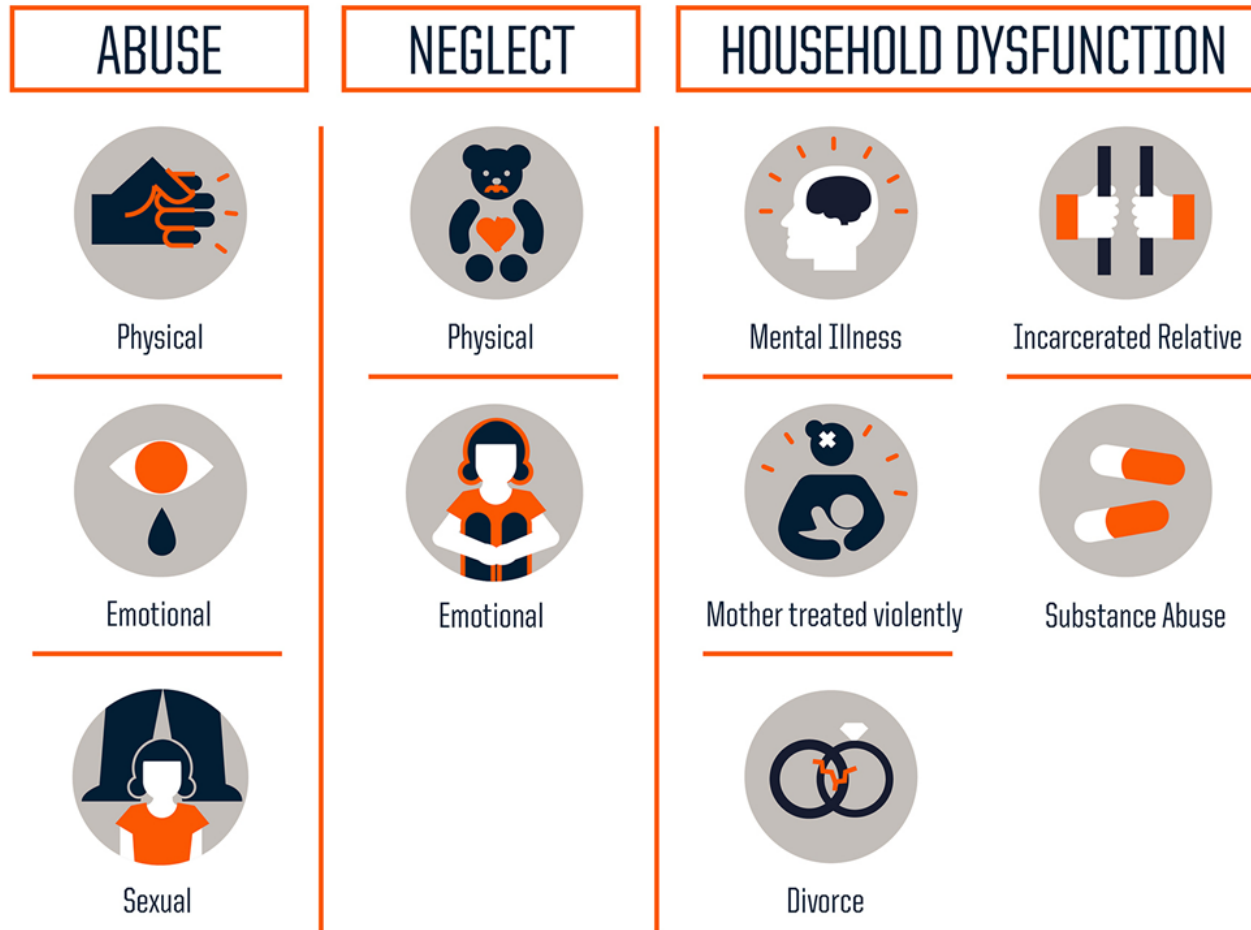 ABUSE
Physical
Emotional
Sexual
NEGLECT
Physical
Emotional
HOUSEHOLD DYSFUNCTION
Mental Illness
Incarcerated Relative
Mother treated violently
Substance Abuse
Divorce